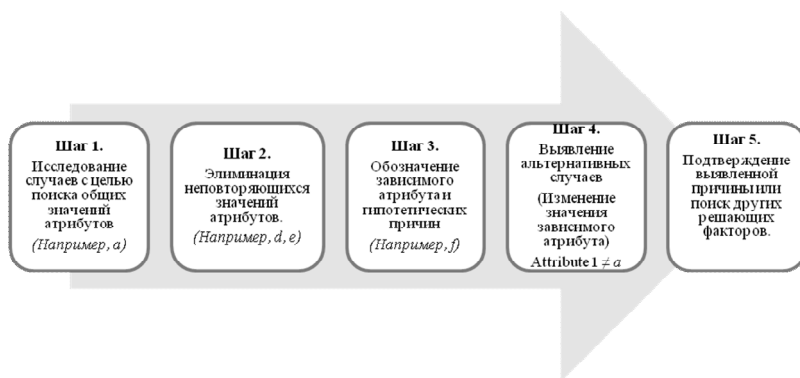 Шаг 1.
Исследование
случаев с целью
поиска общих
значений
атрибутов
(Например, a)
Шаг 2.
Элиминация
неповторяющихся
значений
атрибутов.
(Например, d, e)
Шаг 3.
Обозначение
зависимого
атрибута и
гипотетических
причин
(Например, f)
Шаг 4.
Выявление
альтернативных
случаев
(Изменение
значения
зависимого
атрибута)
Attribute 1 ≠ a
Шаг 5.
Подтверждение
выявленной
причины или
поиск других
решающих
факторов.